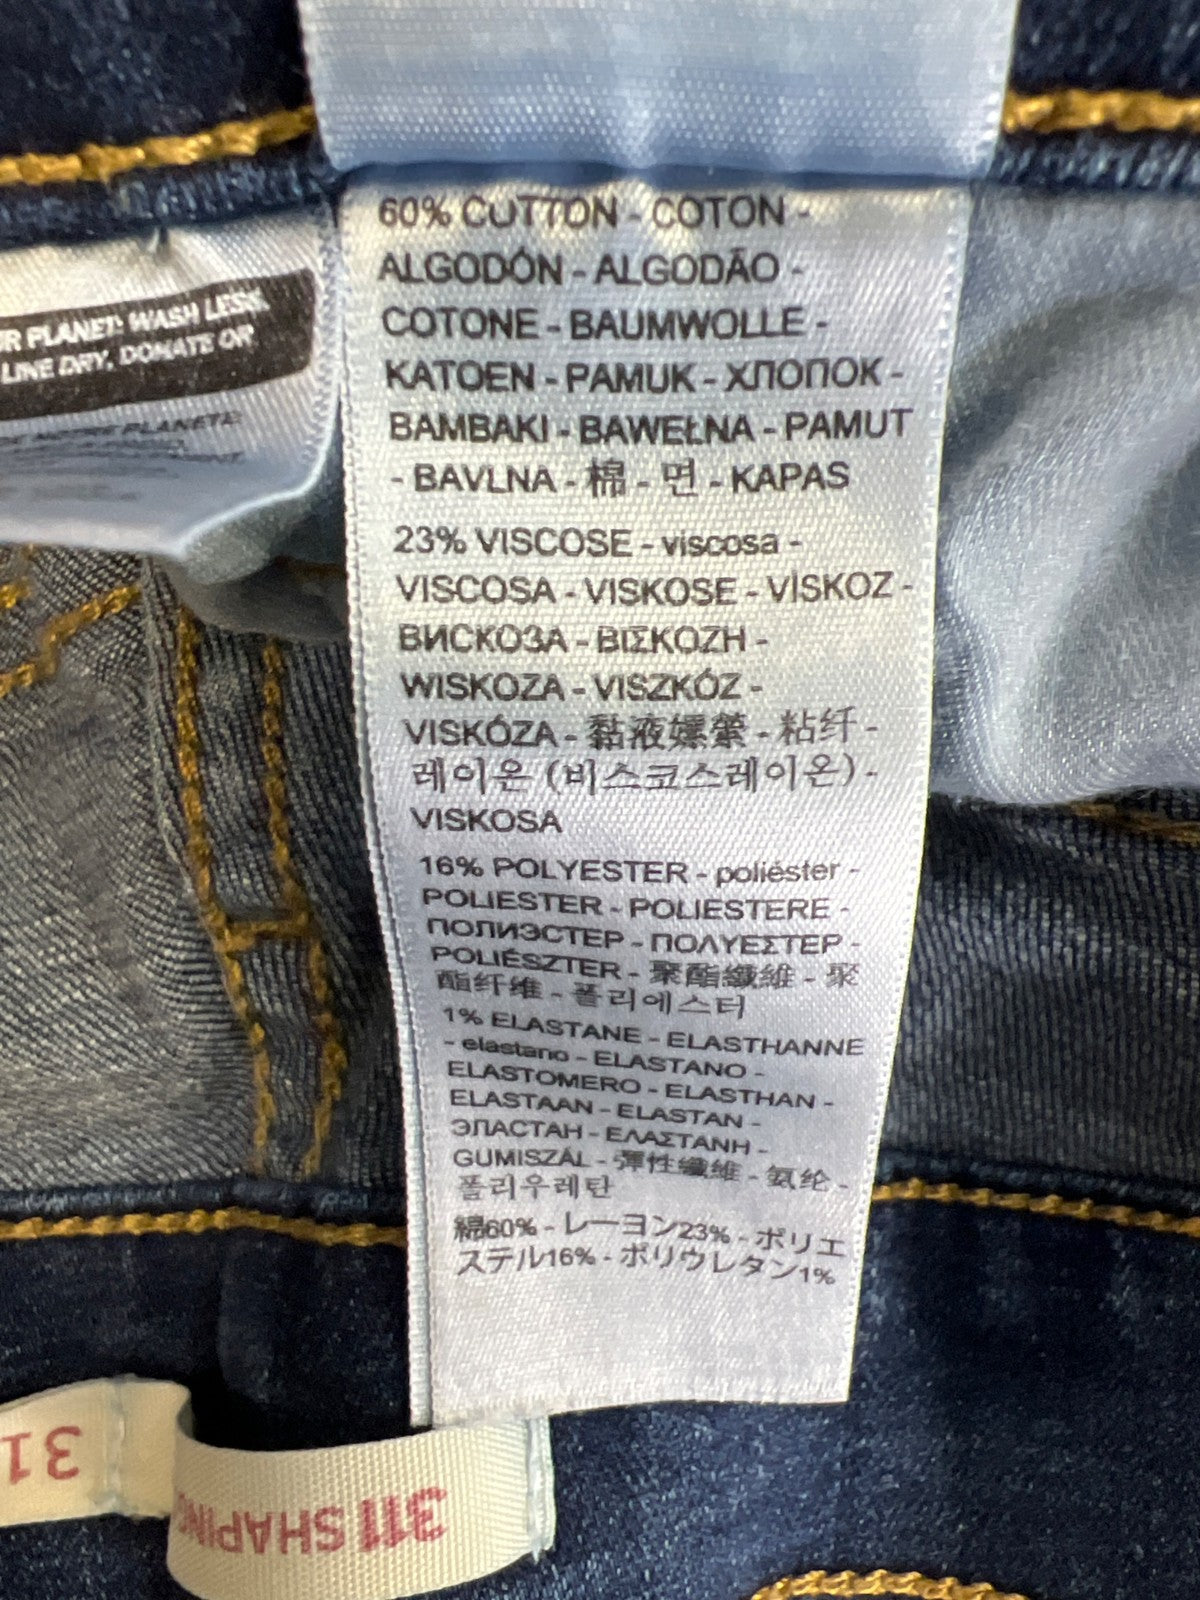 60% COTTON - COTON -
ALGODÓN - ALGODÃO -
COTONE - BAUMWOLLE -
KATOEN - PAMUK - ХЛОПОК -
BAMBAKI - BAWEŁNA - PAMUT
- BAVLNA - 棉 - 면 - KAPAS
23% VISCOSE - viscosa -
VISCOSA - VISKOSE - VİSKOZ -
ВИСКОЗА - ΒΙΣΚΟΖΗ -
WISKOZA - VISZKÓZ -
VISKÓZA - 黏液嫘縈 - 粘纤 -
레이온 (비스코스레이온) -
VISKOSA
16% POLYESTER - poliéster -
POLIESTER - POLIESTERE -
ПОЛИЭСТЕР - ΠΟΛΥΕΣΤΕΡ -
POLIÉSZTER - 聚酯纖維 - 聚
酯纤维 - 폴리에스터
1% ELASTANE - ELASTHANNE
- elastano - ELASTANO -
ELASTOMERO - ELASTHAN -
ELASTAAN - ELASTAN -
ЭЛАСТАН - ΕΛΑΣΤΑΝΗ -
GUMISZÁL - 彈性纖維 - 氨纶 -
폴리우레탄
綿60% - レーヨン23% - ポリエ
ステル16% - ポリウレタン1%
R PLANET: WASH LESS,
LINE DRY, DONATE OR
PLANETE:
31
311 SHAPIN